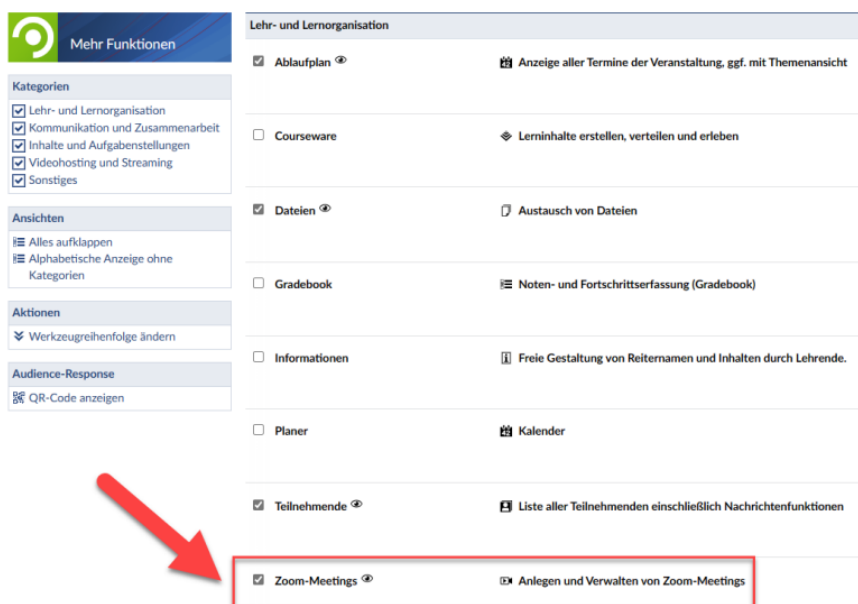 Mehr Funktionen
Kategorien
Lehr- und Lernorganisation
Kommunikation und Zusammenarbeit
Inhalte und Aufgabenstellungen
Videohosting und Streaming
Sonstiges
Ansichten
Alles aufklappen
Alphabetische Anzeige ohne
Kategorien
Aktionen
Werkzeugreihenfolge ändern
Audience-Response
QR-Code anzeigen
Lehr- und Lernorganisation
Ablaufplan
Anzeige aller Termine der Veranstaltung, ggf. mit Themenansicht
Courseware
Lerninhalte erstellen, verteilen und erleben
Dateien
Austausch von Dateien
Gradebook
Noten- und Fortschrittserfassung (Gradebook)
Informationen
Freie Gestaltung von Reiternamen und Inhalten durch Lehrende.
Planer
Kalender
Teilnehmende
Liste aller Teilnehmenden einschließlich Nachrichtenfunktionen
Zoom-Meetings
Anlegen und Verwalten von Zoom-Meetings